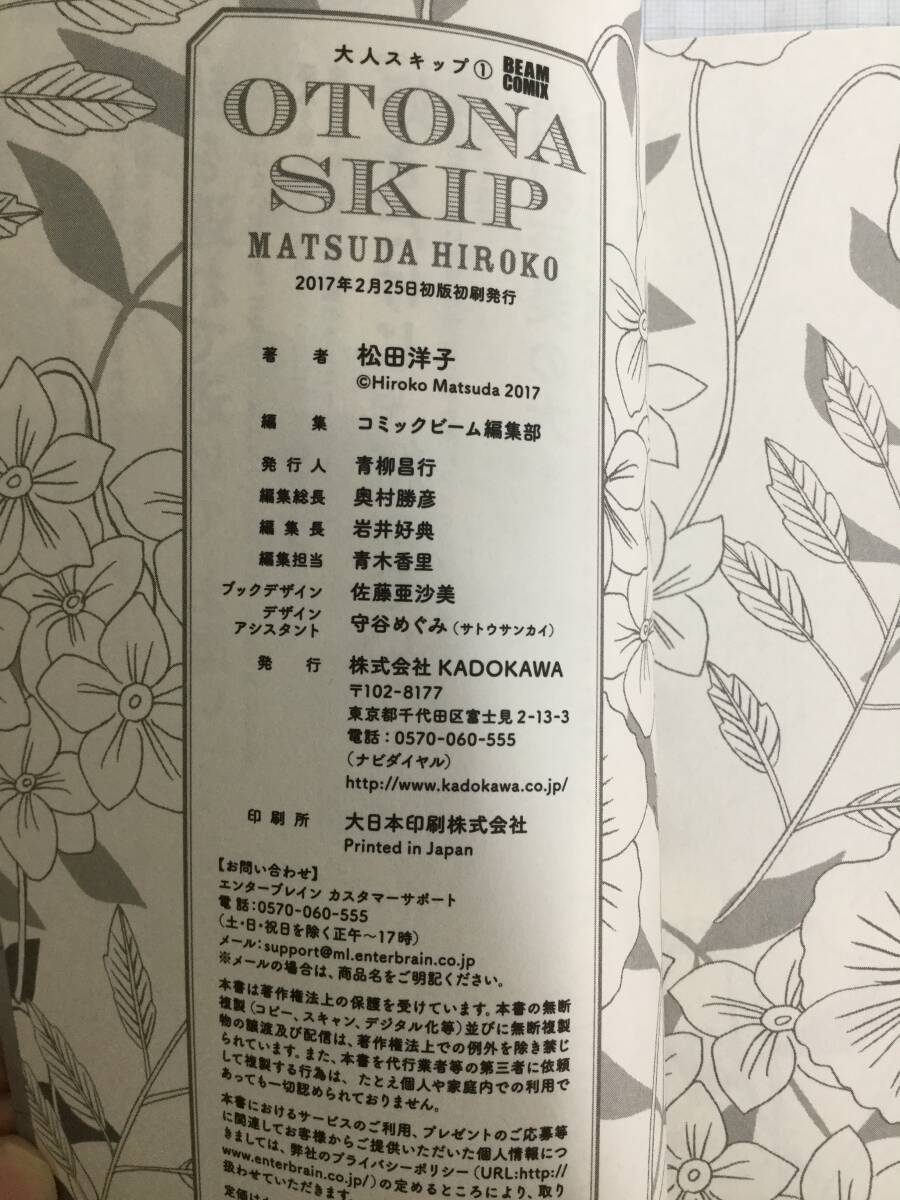 大人スキップ①
BEAM
COMIX
OTONA
SKIP
MATSUDA HIROKO
2017年2月25日初版初刷発行
著者 松田洋子
©Hiroko Matsuda 2017
編集 コミックビーム編集部
発行人 青柳昌行
編集総長 奥村勝彦
編集長 岩井好典
編集担当 青木香里
ブックデザイン 佐藤亜沙美
デザイン
アシスタント 守谷めぐみ(サトウサンカイ)
発行 株式会社 KADOKAWA
〒102-8177
東京都千代田区富士見2-13-3
電話：0570-060-555
(ナビダイヤル)
http://www.kadokawa.co.jp/
印刷所 大日本印刷株式会社
Printed in Japan
【お問い合わせ】
エンターブレイン カスタマーサポート
電話：0570-060-555
(土・日・祝日を除く正午〜17時)
メール：support@ml.enterbrain.co.jp
※メールの場合は、商品名をご明記ください。
本書は著作権法上の保護を受けています。本書の無断
複製(コピー、スキャン、デジタル化等)並びに無断複製
物の譲渡及び配信は、著作権法上での例外を除き禁じ
られています。また、本書を代行業者等の第三者に依頼
して複製する行為は、たとえ個人や家庭内での利用で
あっても一切認められておりません。
本書におけるサービスのご利用、プレゼントのご応募等
に関連してお客様からご提供いただいた個人情報につ
きましては、弊社のプライバシーポリシー(URL:http://
www.enterbrain.co.jp/)の定めるところにより、取り
扱わせていただきます。
定価は